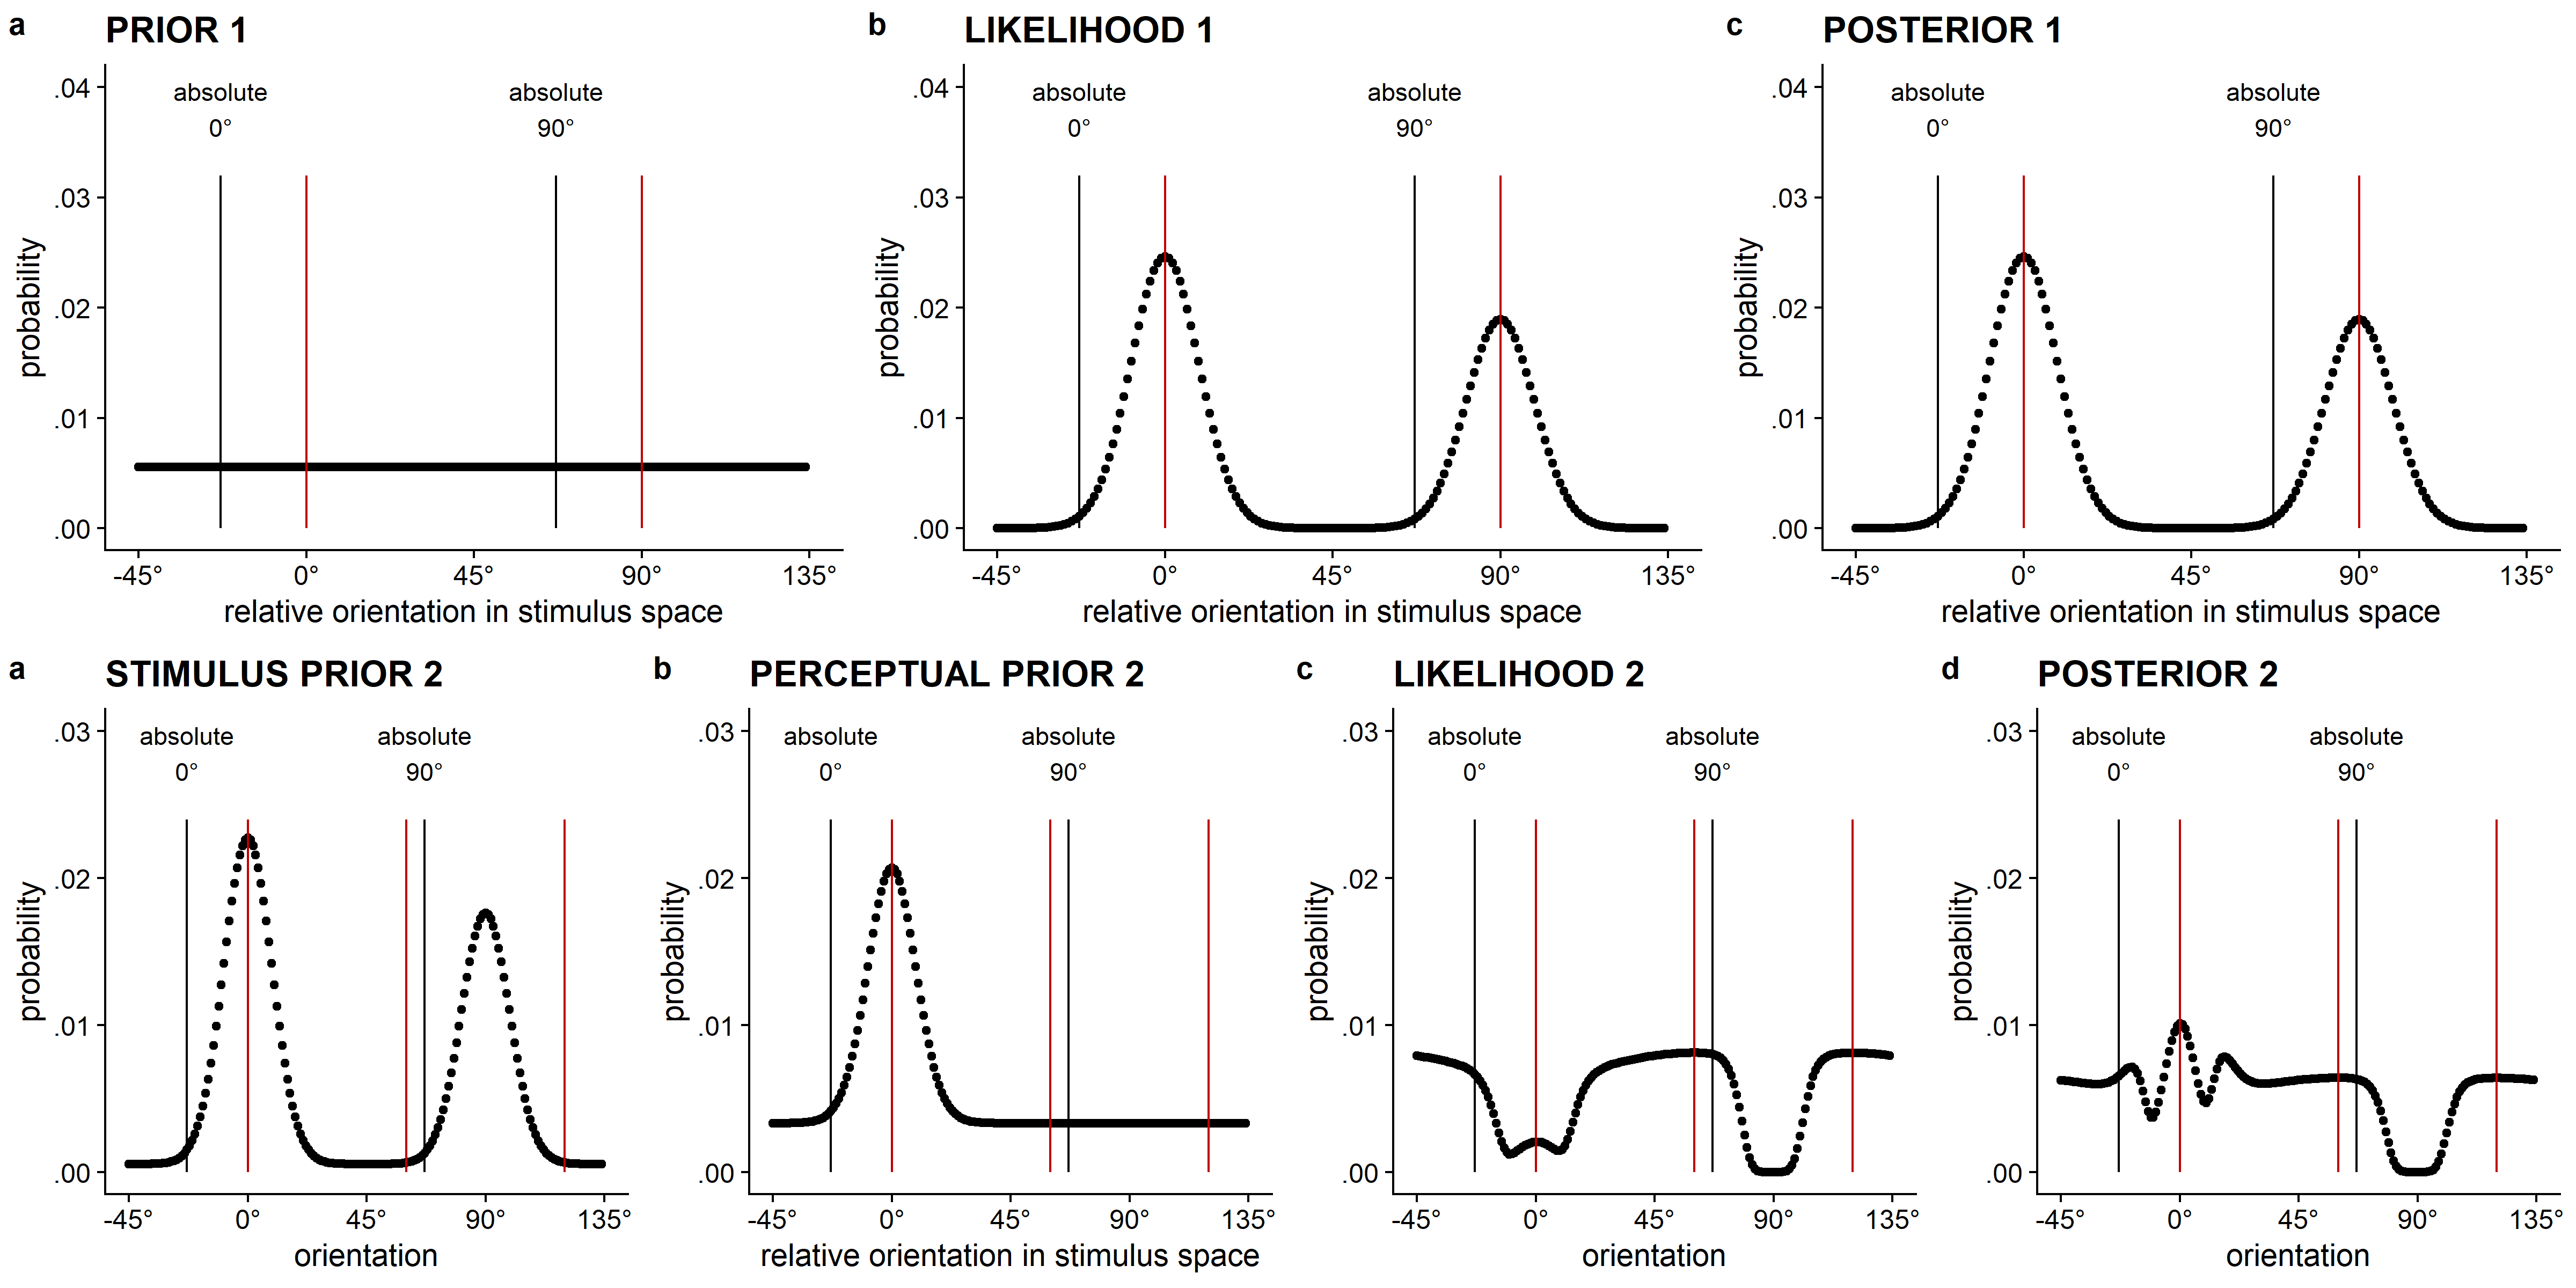 a PRIOR 1
.04
.03
.02
.01
.00
absolute
0°
absolute
90°
probability
-45° 0° 45° 90° 135°
relative orientation in stimulus space
b LIKELIHOOD 1
.04
.03
.02
.01
.00
absolute
0°
absolute
90°
probability
-45° 0° 45° 90° 135°
relative orientation in stimulus space
c POSTERIOR 1
.04
.03
.02
.01
.00
absolute
0°
absolute
90°
probability
-45° 0° 45° 90° 135°
relative orientation in stimulus space
a STIMULUS PRIOR 2
.03
.02
.01
.00
absolute
0°
absolute
90°
probability
-45° 0° 45° 90° 135°
orientation
b PERCEPTUAL PRIOR 2
.03
.02
.01
.00
absolute
0°
absolute
90°
probability
-45° 0° 45° 90° 135°
relative orientation in stimulus space
c LIKELIHOOD 2
.03
.02
.01
.00
absolute
0°
absolute
90°
probability
-45° 0° 45° 90° 135°
orientation
d POSTERIOR 2
.03
.02
.01
.00
absolute
0°
absolute
90°
probability
-45° 0° 45° 90° 135°
orientation